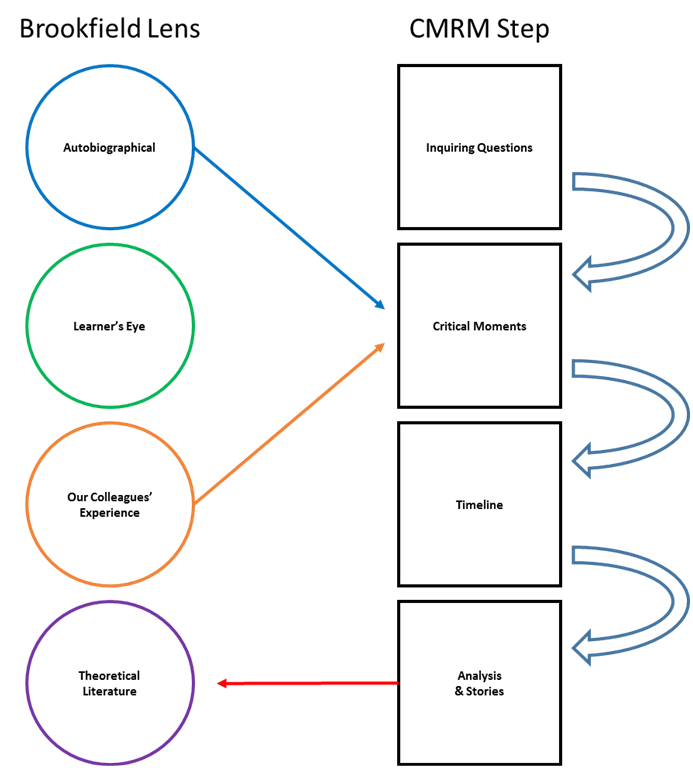 Brookfield Lens
CMRM Step
Autobiographical
Inquiring Questions
Learner's Eye
Critical Moments
Our Colleagues'
Experience
Timeline
Theoretical
Literature
Analysis
& Stories